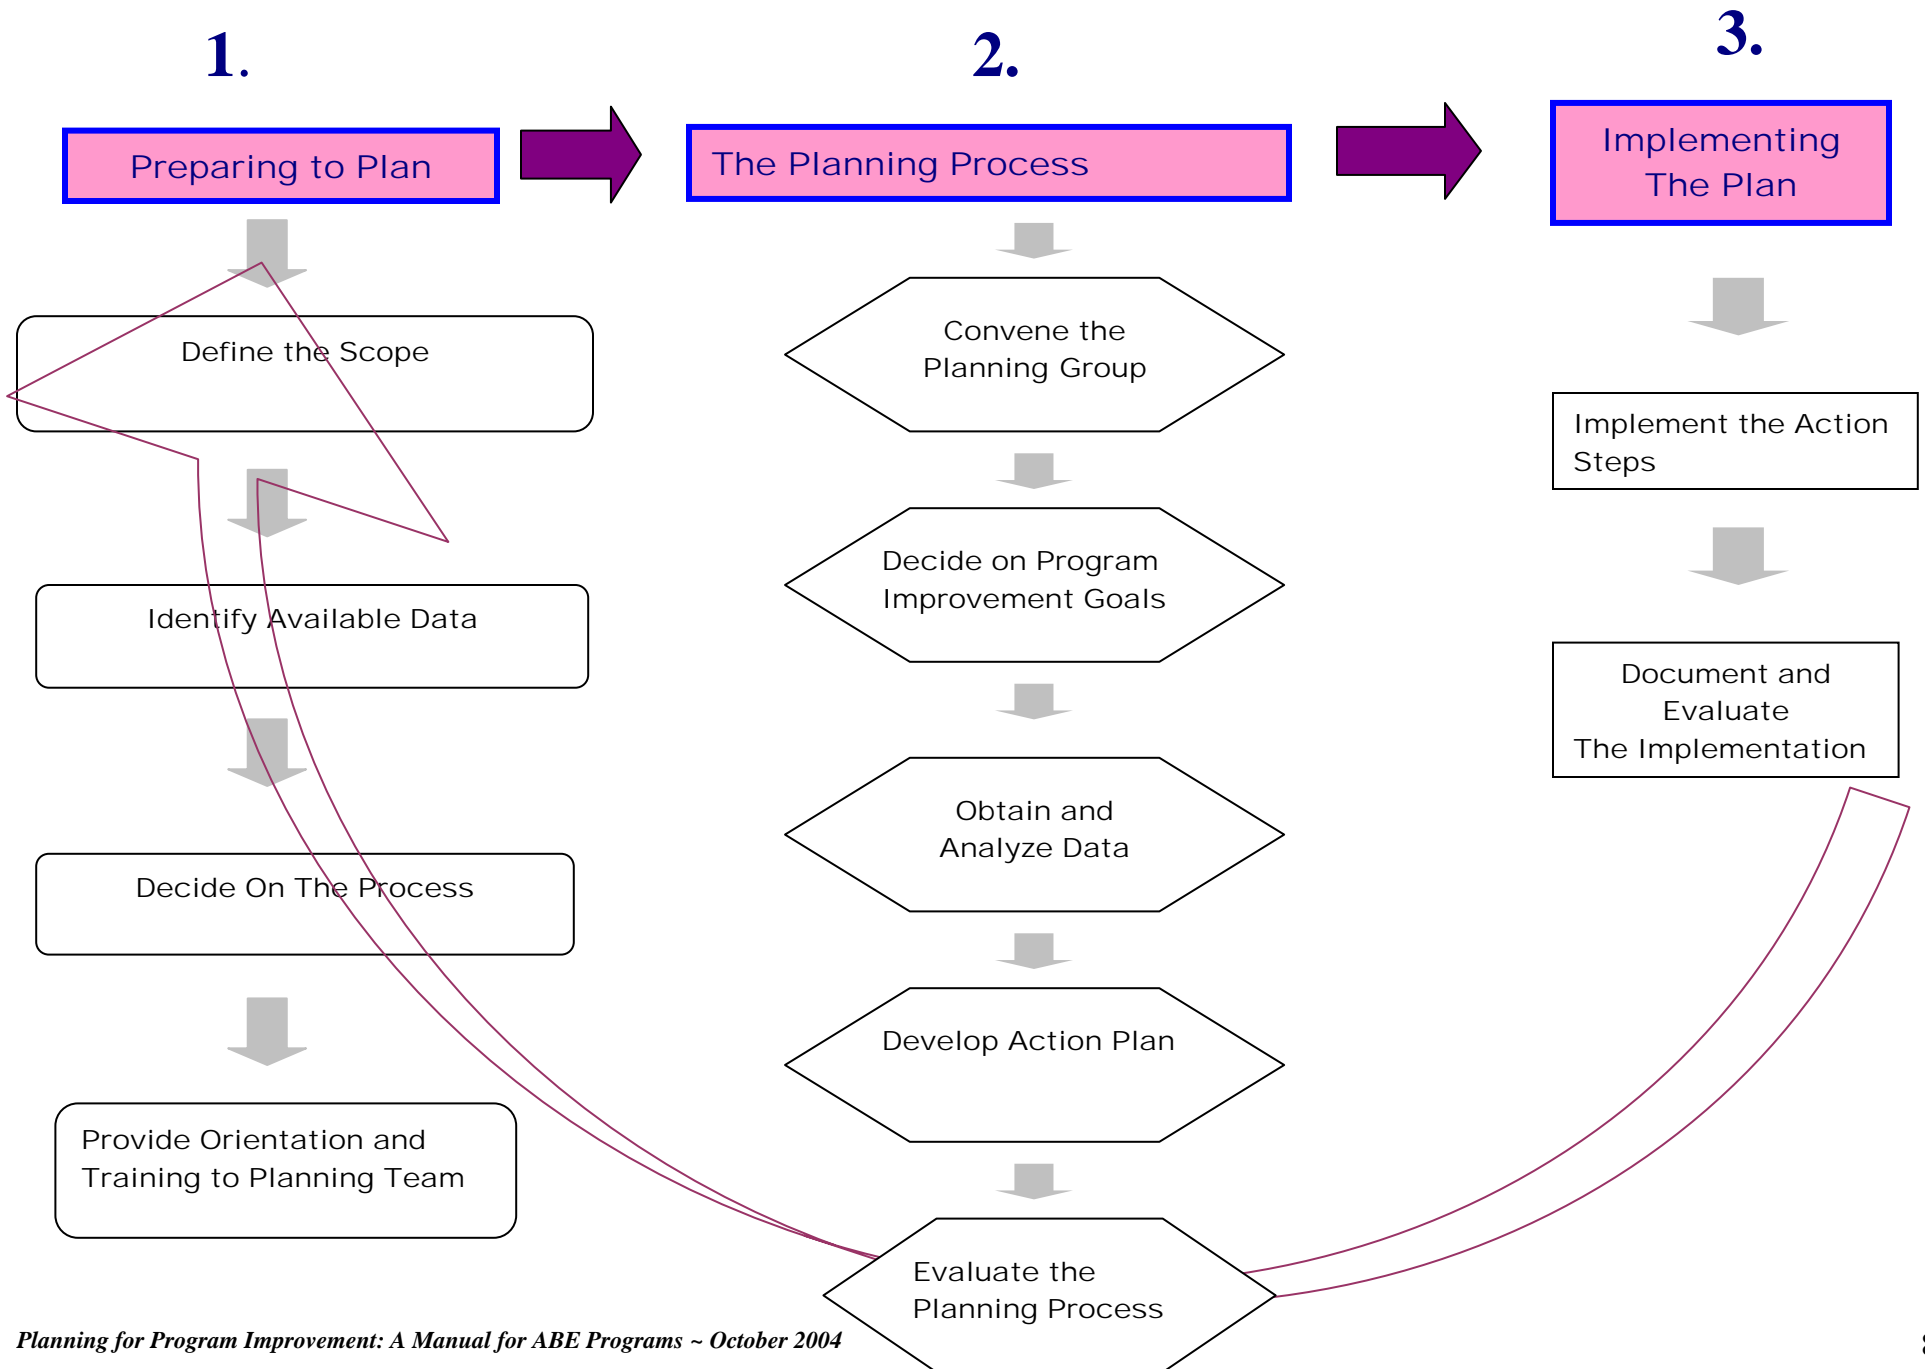 1.
Preparing to Plan
Define the Scope
Identify Available Data
Decide On The Process
Provide Orientation and
Training to Planning Team
2.
The Planning Process
Convene the
Planning Group
Decide on Program
Improvement Goals
Obtain and
Analyze Data
Develop Action Plan
Evaluate the
Planning Process
3.
Implementing
The Plan
Implement the Action
Steps
Document and
Evaluate
The Implementation
Planning for Program Improvement: A Manual for ABE Programs ~ October 2004